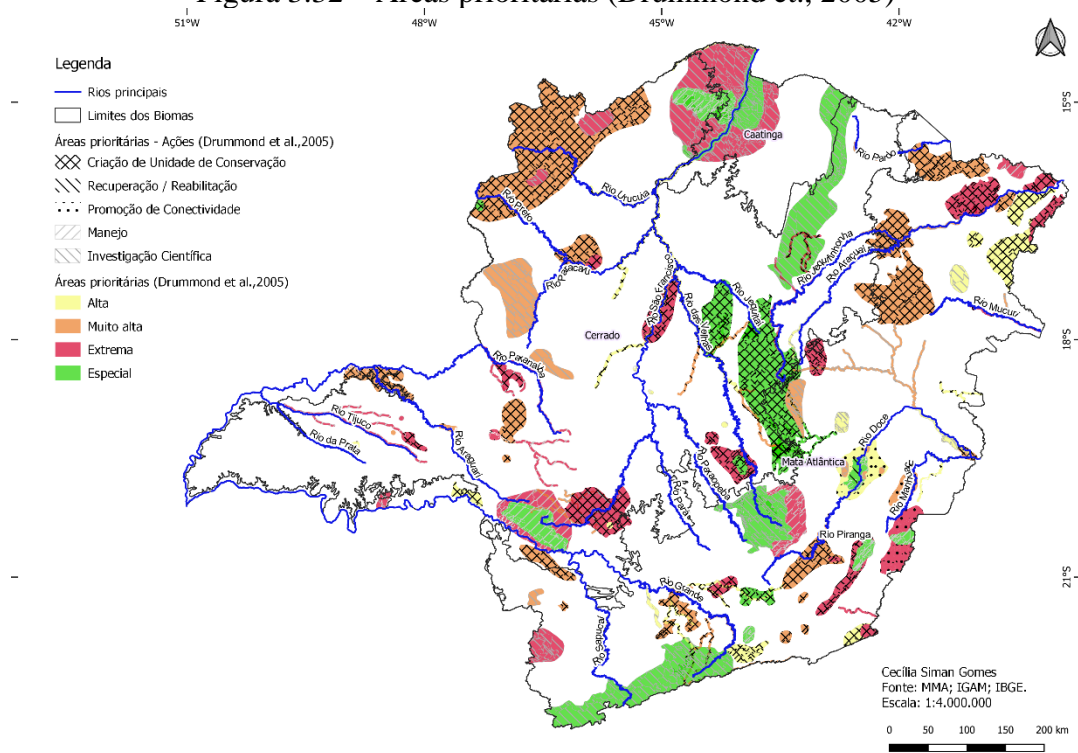 Figura 3.32 – Áreas prioritárias (Drummond et., 2005)
51°W
48°W
45°W
42°W
Legenda
Rios principais
Limites dos Biomas
Áreas prioritárias - Ações (Drummond et al.,2005)
Criação de Unidade de Conservação
Recuperação / Reabilitação
Promoção de Conectividade
Manejo
Investigação Científica
Áreas prioritárias (Drummond et al.,2005)
Alta
Muito alta
Extrema
Especial
15°S
18°S
21°S
Caatinga
Rio Pardo
Rio Urucuia
Rio Preto
Rio Paracatu
Rio Jequitinhonha
Rio Araçuaí
Rio Mucuri
Rio São Francisco
Rio das Velhas
Rio Jequitaí
Cerrado
Rio Paranaíba
Rio Tijuco
Rio da Prata
Rio Araguari
Rio Doce
Mata Atlântica
Rio Paraopeba
Rio Pará
Rio Manhuaçu
Rio Piranga
Rio Grande
Rio Sapucaí
Cecília Siman Gomes
Fonte: MMA; IGAM; IBGE.
Escala: 1:4.000.000
0 50 100 150 200 km